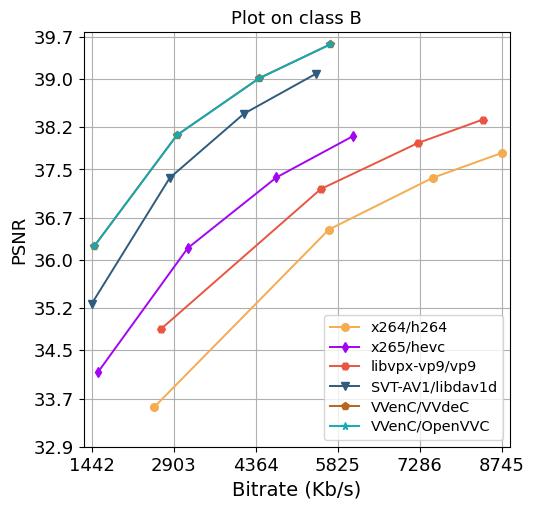 Plot on class B
39.7
39.0
38.2
37.5
36.7
36.0
35.2
34.5
33.7
32.9
PSNR
x264/h264
x265/hevc
libvpx-vp9/vp9
SVT-AV1/libdav1d
VVenC/VVdeC
VVenC/OpenVVC
1442 2903 4364 5825 7286 8745
Bitrate (Kb/s)